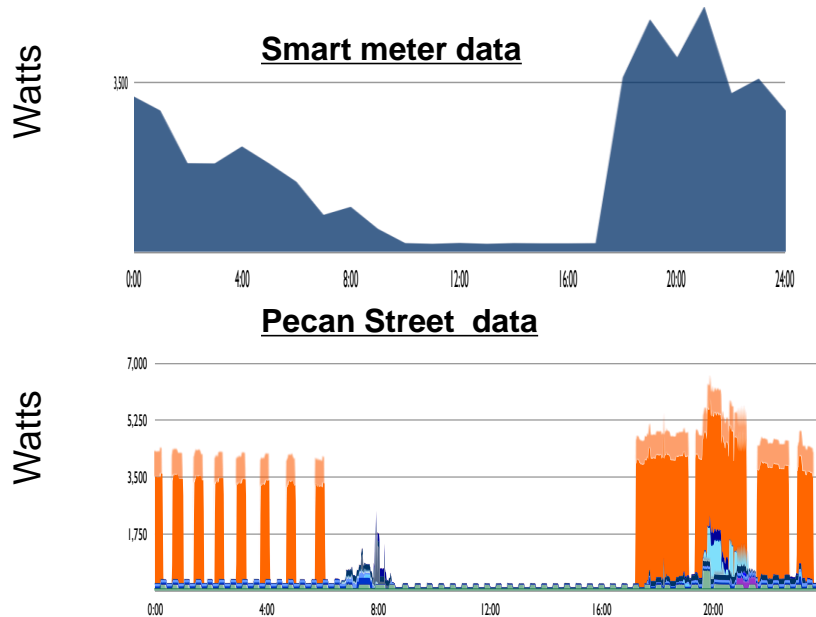 Smart meter data
Watts
3,500
0:00 4:00 8:00 12:00 16:00 20:00 24:00
Pecan Street data
Watts
7,000
5,250
3,500
1,750
0:00 4:00 8:00 12:00 16:00 20:00